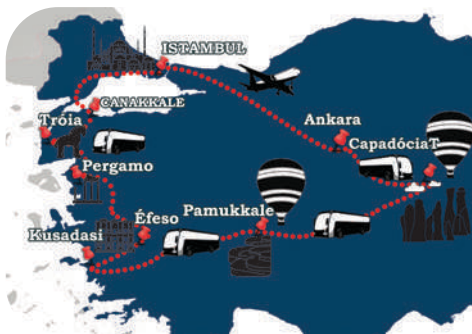 ISTAMBUL
CANAKKALE
Tróia
Ankara
CapadóciaT
Pergamo
Pamukkale
Éfeso
Kusadasi